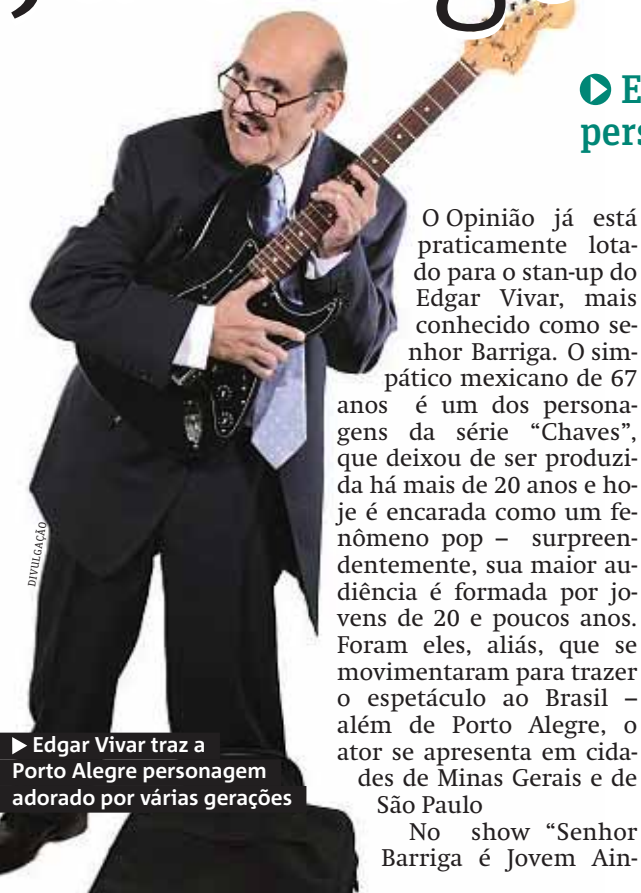 E
pers
O Opinião já está
praticamente lota-
do para o stan-up do
Edgar Vivar, mais
conhecido como se-
nhor Barriga. O sim-
pático mexicano de 67
anos é um dos persona-
gens da série “Chaves”,
que deixou de ser produzi-
da há mais de 20 anos e ho-
je é encarada como um fe-
nômeno pop – surpreen-
dentemente, sua maior au-
diência é formada por jo-
vens de 20 e poucos anos.
Foram eles, aliás, que se
movimentaram para trazer
o espetáculo ao Brasil –
além de Porto Alegre, o
ator se apresenta em cida-
des de Minas Gerais e de
São Paulo
No show “Senhor
Barriga é Jovem Ain-
DIVULGAÇÃO
Edgar Vivar traz a
Porto Alegre personagem
adorado por várias gerações